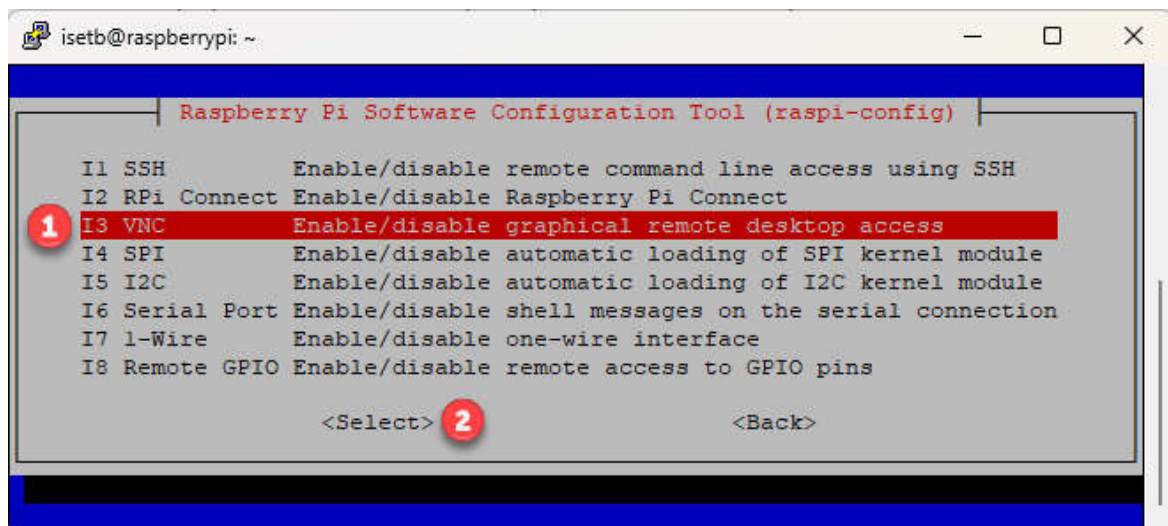 isetb@raspberrypi: ~
Raspberry Pi Software Configuration Tool (raspi-config)
I1 SSH Enable/disable remote command line access using SSH
I2 RPi Connect Enable/disable Raspberry Pi Connect
1 I3 VNC Enable/disable graphical remote desktop access
I4 SPI Enable/disable automatic loading of SPI kernel module
I5 I2C Enable/disable automatic loading of I2C kernel module
I6 Serial Port Enable/disable shell messages on the serial connection
I7 1-Wire Enable/disable one-wire interface
I8 Remote GPIO Enable/disable remote access to GPIO pins
<Select> 2 <Back>